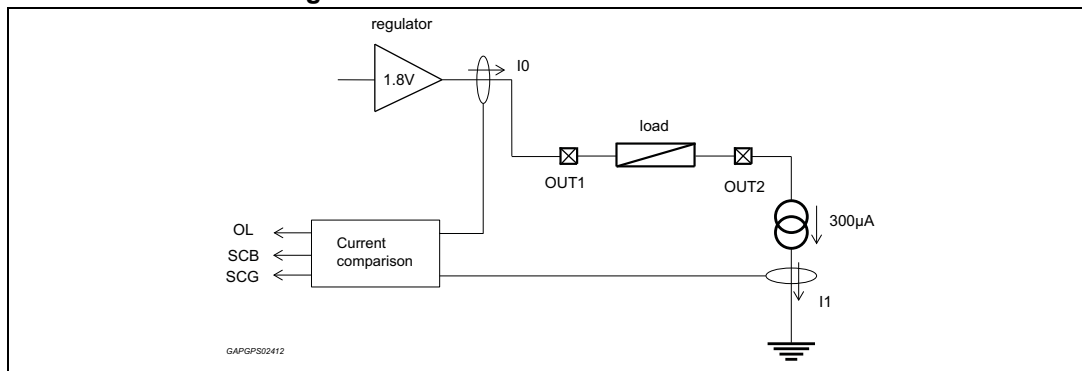 regulator
1.8V
I0
load
OUT1
OUT2
300µA
OL
SCB
SCG
Current
comparison
I1
GAPGPS02412